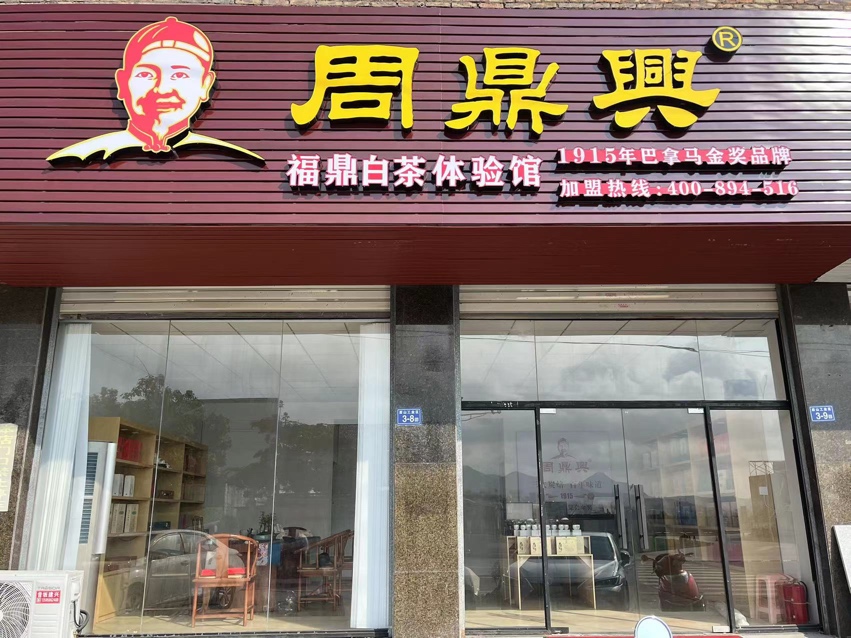 周鼎興®
福鼎白茶体验馆
1915年巴拿马金奖品牌
加盟热线:400-894-516
3-8
3-9
周鼎興